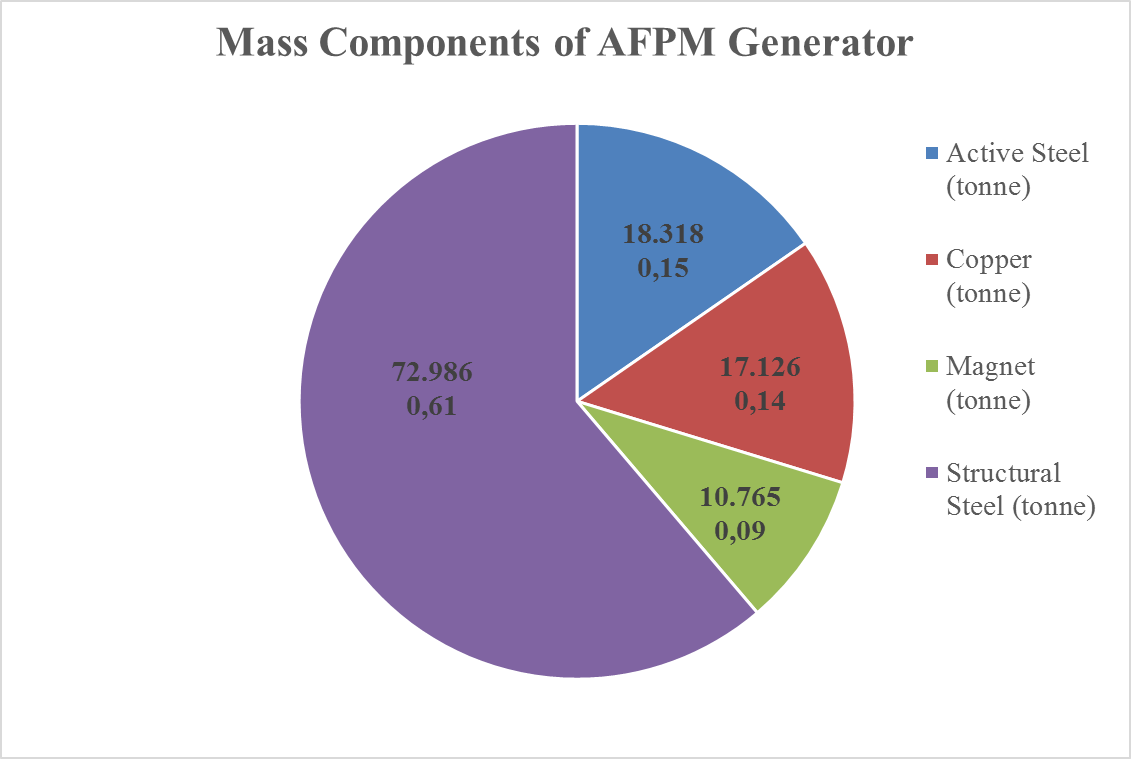 Mass Components of AFPM Generator
18.318
0,15
17.126
0,14
10.765
0,09
72.986
0,61
Active Steel
(tonne)
Copper
(tonne)
Magnet
(tonne)
Structural
Steel (tonne)